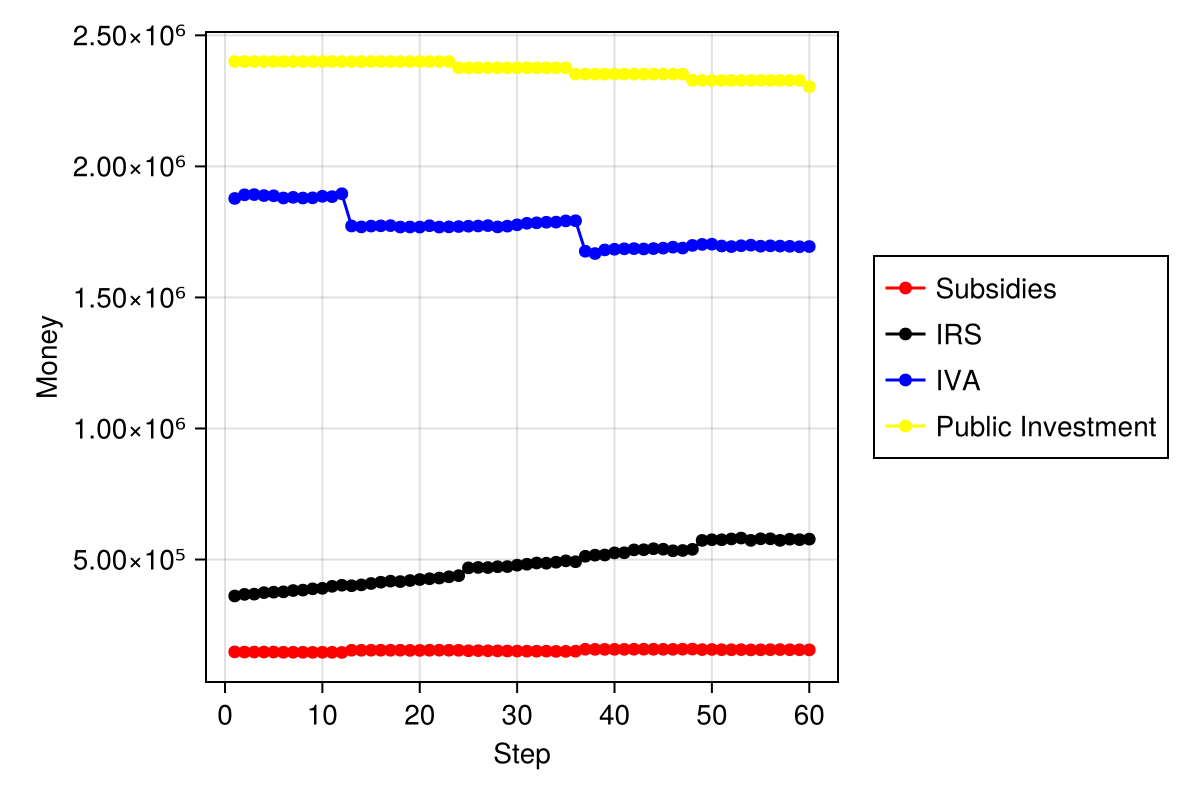 2.50×10⁶
2.00×10⁶
1.50×10⁶
1.00×10⁶
5.00×10⁵
Money
0 10 20 30 40 50 60
Step
Subsidies
IRS
IVA
Public Investment